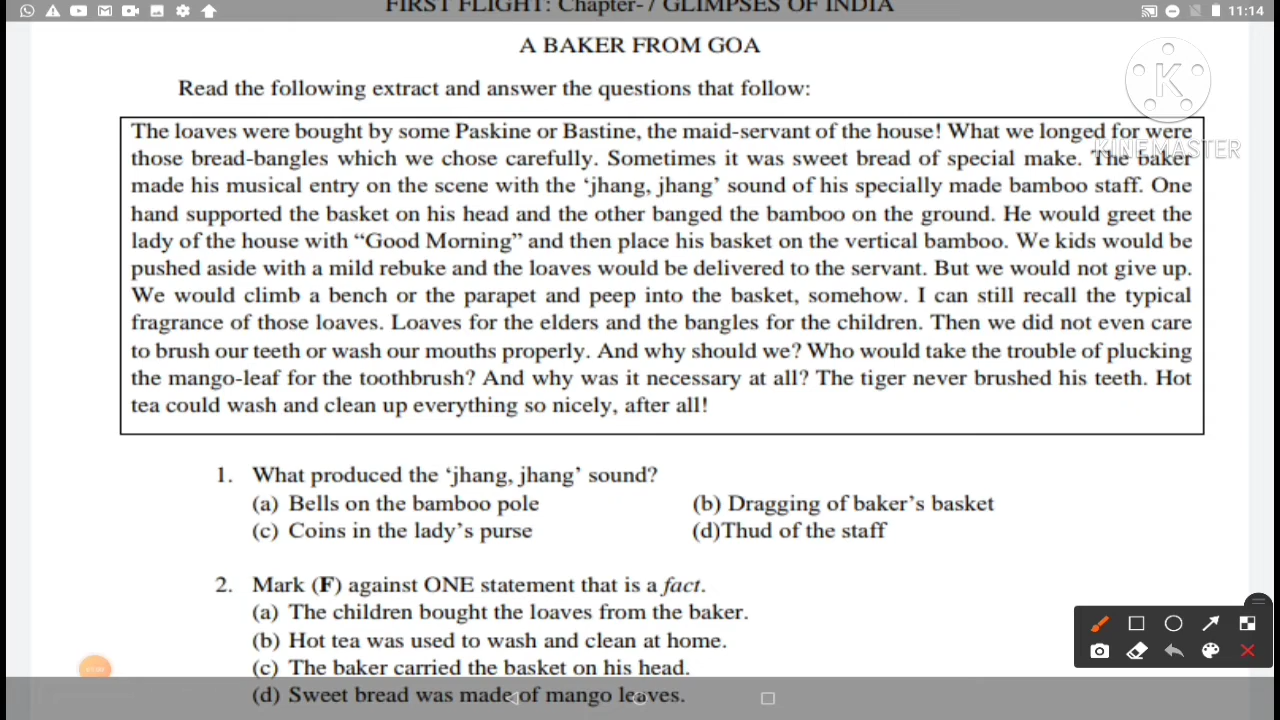 11:14
FIRST FLIGHT: Chapter-7 GLIMPSES OF INDIA
A BAKER FROM GOA
Read the following extract and answer the questions that follow:
K
KINEMASTER
The loaves were bought by some Paskine or Bastine, the maid-servant of the house! What we longed for were
those bread-bangles which we chose carefully. Sometimes it was sweet bread of special make. The baker
made his musical entry on the scene with the ‘jhang, jhang’ sound of his specially made bamboo staff. One
hand supported the basket on his head and the other banged the bamboo on the ground. He would greet the
lady of the house with “Good Morning” and then place his basket on the vertical bamboo. We kids would be
pushed aside with a mild rebuke and the loaves would be delivered to the servant. But we would not give up.
We would climb a bench or the parapet and peep into the basket, somehow. I can still recall the typical
fragrance of those loaves. Loaves for the elders and the bangles for the children. Then we did not even care
to brush our teeth or wash our mouths properly. And why should we? Who would take the trouble of plucking
the mango-leaf for the toothbrush? And why was it necessary at all? The tiger never brushed his teeth. Hot
tea could wash and clean up everything so nicely, after all!
1. What produced the ‘jhang, jhang’ sound?
(a) Bells on the bamboo pole (b) Dragging of baker’s basket
(c) Coins in the lady’s purse (d)Thud of the staff
2. Mark (F) against ONE statement that is a fact.
(a) The children bought the loaves from the baker.
(b) Hot tea was used to wash and clean at home.
(c) The baker carried the basket on his head.
(d) Sweet bread was made of mango leaves.